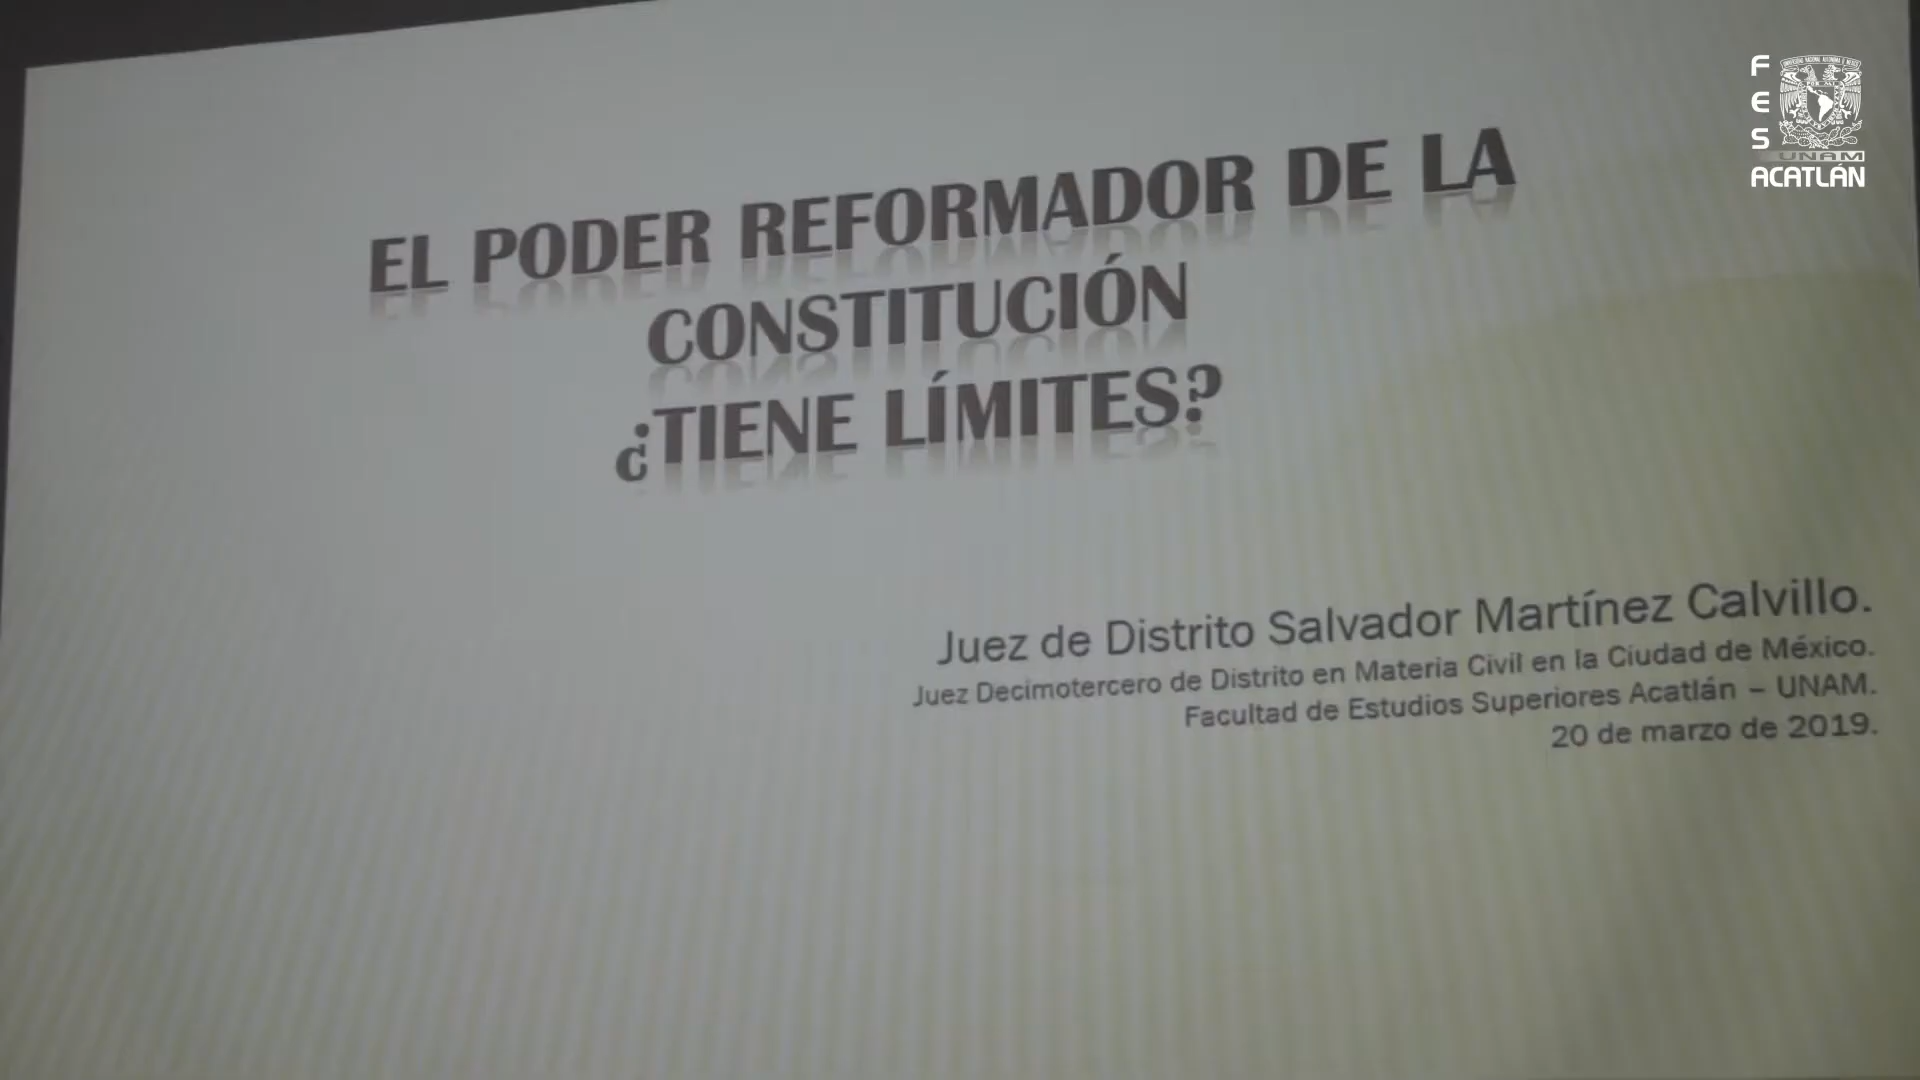 EL PODER REFORMADOR DE LA
CONSTITUCIÓN
¿TIENE LÍMITES?
Juez de Distrito Salvador Martínez Calvillo.
Juez Decimotercero de Distrito en Materia Civil en la Ciudad de México.
Facultad de Estudios Superiores Acatlán – UNAM.
20 de marzo de 2019.
FES
UNAM
ACATLÁN